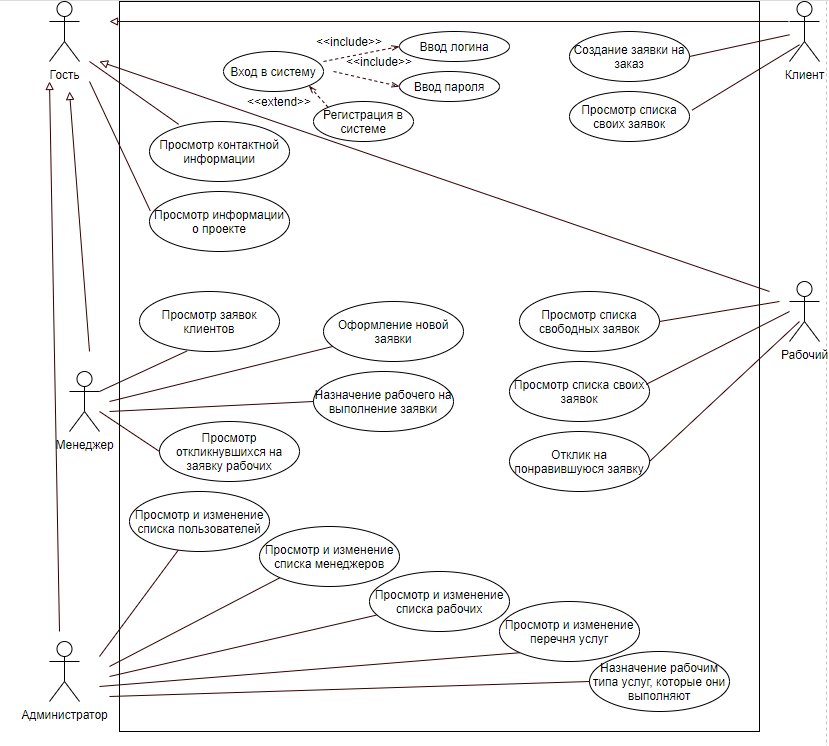 Гость
Клиент
<<include>>
Ввод логина
Вход в систему
<<include>>
Ввод пароля
<<extend>>
Регистрация в
системе
Создание заявки на
заказ
Просмотр списка
своих заявок
Просмотр контактной
информации
Просмотр информации
о проекте
Просмотр заявок
клиентов
Оформление новой
заявки
Просмотр списка
свободных заявок
Рабочий
Назначение рабочего на
выполнение заявки
Просмотр списка своих
заявок
Менеджер
Просмотр
откликнувшихся на
заявку рабочих
Отклик на
понравившуюся заявку
Просмотр и изменение
списка пользователей
Просмотр и изменение
списка менеджеров
Просмотр и изменение
списка рабочих
Просмотр и изменение
перечня услуг
Назначение рабочим
типа услуг, которые они
выполняют
Администратор